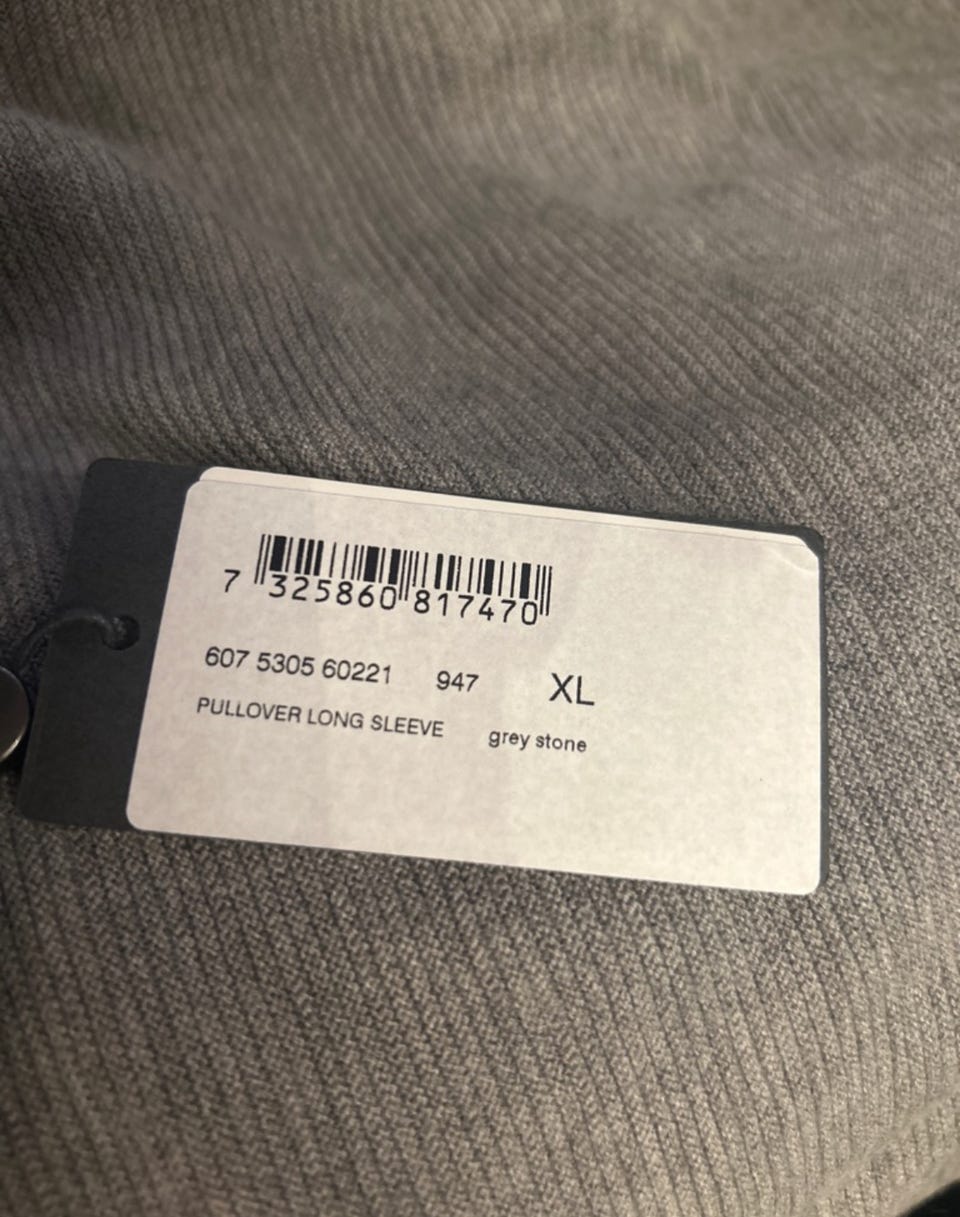 7 325860 817470
607 5305 60221 947 XL
PULLOVER LONG SLEEVE grey stone